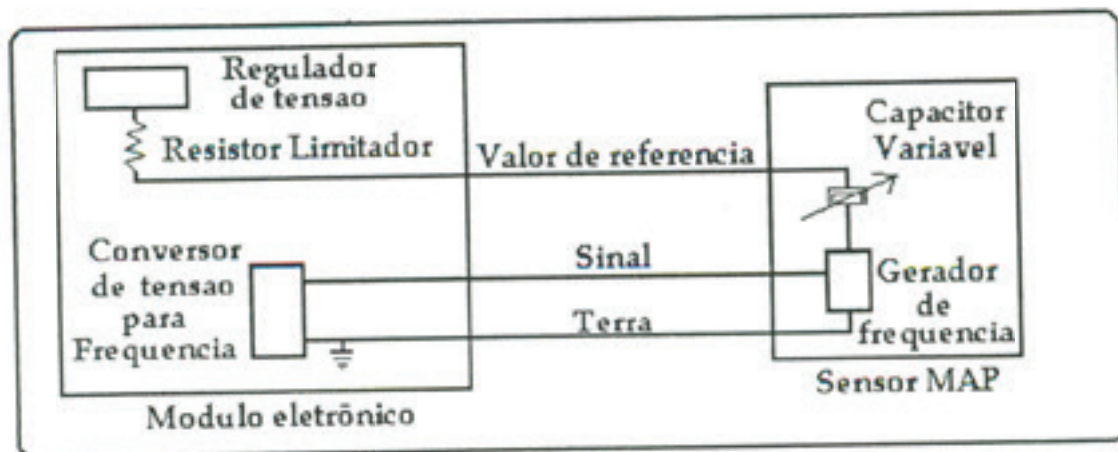 Regulador
de tensao
Resistor Limitador
Valor de referencia
Capacitor
Variavel
Conversor
de tensao
para
Frequencia
Sinal
Terra
Gerador
de
frequencia
Sensor MAP
Modulo eletrônico